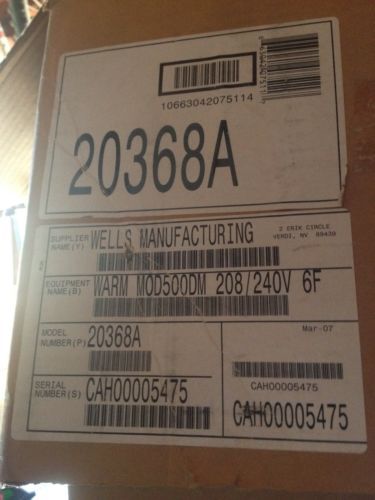 10663042075114
20368A
SUPPLIER NAME(Y) WELLS MANUFACTURING
2 ERIK CIRCLE
VERDI, NV 89439
EQUIPMENT NAME(B) WARM MOD500DM 208/240V 6F
MODEL NUMBER(P) 20368A
Mar-07
SERIAL NUMBER(S) CAH00005475
CAH00005475
CAH00005475